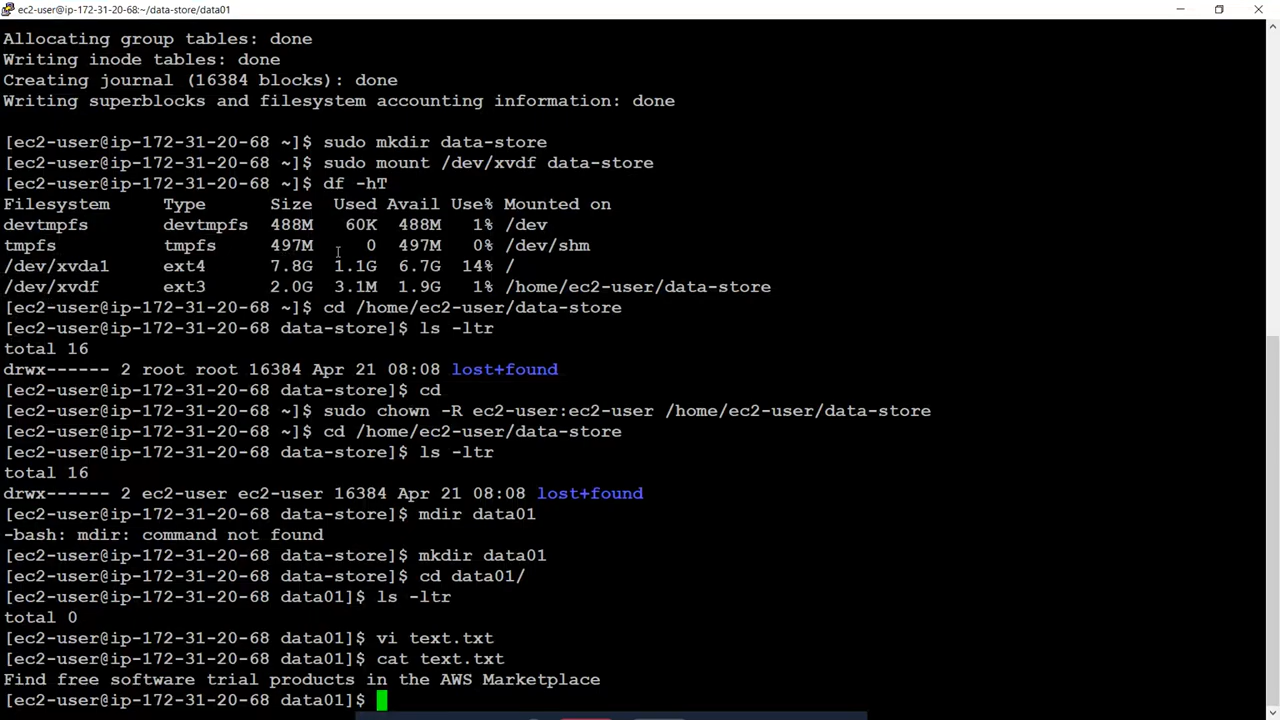 ec2-user@ip-172-31-20-68:~/data-store/data01
Allocating group tables: done
Writing inode tables: done
Creating journal (16384 blocks): done
Writing superblocks and filesystem accounting information: done
[ec2-user@ip-172-31-20-68 ~]$ sudo mkdir data-store
[ec2-user@ip-172-31-20-68 ~]$ sudo mount /dev/xvdf data-store
[ec2-user@ip-172-31-20-68 ~]$ df -hT
Filesystem     Type      Size  Used Avail Use% Mounted on
devtmpfs       devtmpfs  488M   60K  488M   1% /dev
tmpfs          tmpfs     497M     0  497M   0% /dev/shm
/dev/xvda1     ext4      7.8G  1.1G  6.7G  14% /
/dev/xvdf      ext3      2.0G  3.1M  1.9G   1% /home/ec2-user/data-store
[ec2-user@ip-172-31-20-68 ~]$ cd /home/ec2-user/data-store
[ec2-user@ip-172-31-20-68 data-store]$ ls -ltr
total 16
drwx------ 2 root root 16384 Apr 21 08:08 lost+found
[ec2-user@ip-172-31-20-68 data-store]$ cd
[ec2-user@ip-172-31-20-68 ~]$ sudo chown -R ec2-user:ec2-user /home/ec2-user/data-store
[ec2-user@ip-172-31-20-68 ~]$ cd /home/ec2-user/data-store
[ec2-user@ip-172-31-20-68 data-store]$ ls -ltr
total 16
drwx------ 2 ec2-user ec2-user 16384 Apr 21 08:08 lost+found
[ec2-user@ip-172-31-20-68 data-store]$ mdir data01
-bash: mdir: command not found
[ec2-user@ip-172-31-20-68 data-store]$ mkdir data01
[ec2-user@ip-172-31-20-68 data-store]$ cd data01/
[ec2-user@ip-172-31-20-68 data01]$ ls -ltr
total 0
[ec2-user@ip-172-31-20-68 data01]$ vi text.txt
[ec2-user@ip-172-31-20-68 data01]$ cat text.txt
Find free software trial products in the AWS Marketplace
[ec2-user@ip-172-31-20-68 data01]$